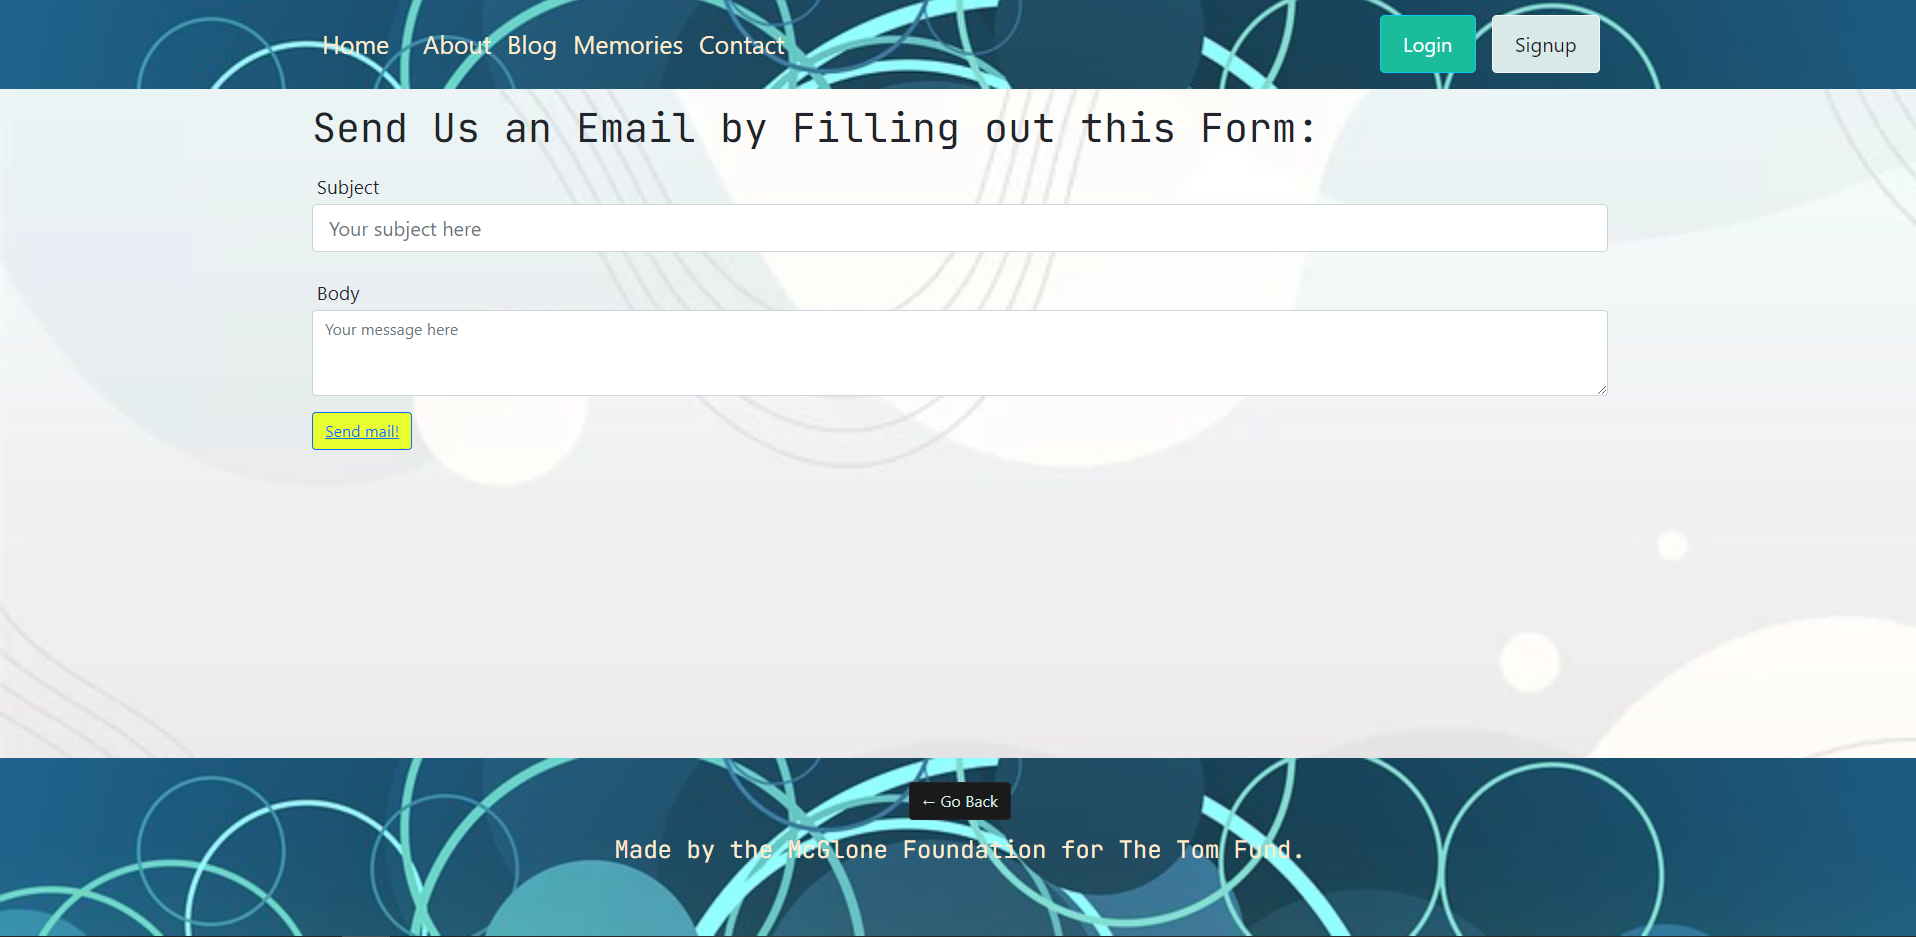 Home About Blog Memories Contact Login Signup
Send Us an Email by Filling out this Form:
Subject
Your subject here
Body
Your message here
Send mail!
← Go Back
Made by the McGlone Foundation for The Tom Fund.